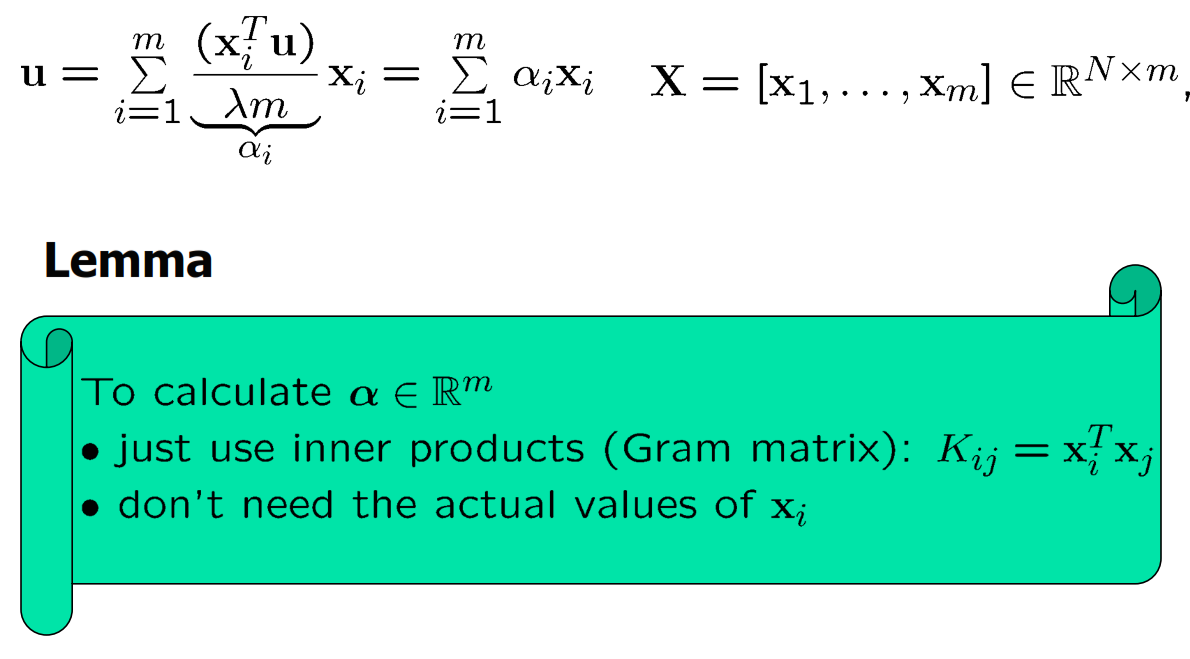 $\mathbf{u} = \sum_{i=1}^{m} \underbrace{\frac{(\mathbf{x}_i^T \mathbf{u})}{\lambda m}}_{\alpha_i} \mathbf{x}_i = \sum_{i=1}^{m} \alpha_i \mathbf{x}_i \quad \mathbf{X} = [\mathbf{x}_1, \ldots, \mathbf{x}_m] \in \mathbb{R}^{N \times m},$
Lemma
To calculate $\boldsymbol{\alpha} \in \mathbb{R}^m$
• just use inner products (Gram matrix): $K_{ij} = \mathbf{x}_i^T \mathbf{x}_j$
• don't need the actual values of $\mathbf{x}_i$